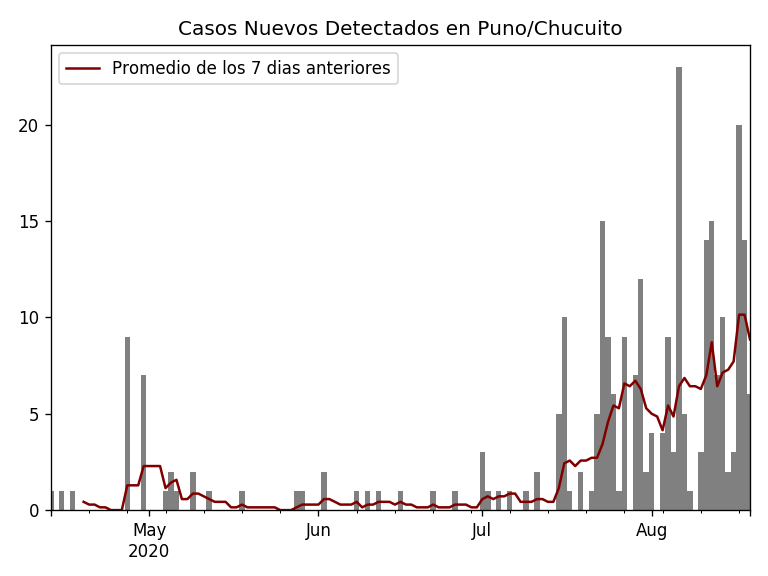 Casos Nuevos Detectados en Puno/Chucuito
Promedio de los 7 dias anteriores
20
15
10
5
0
May Jun Jul Aug
2020